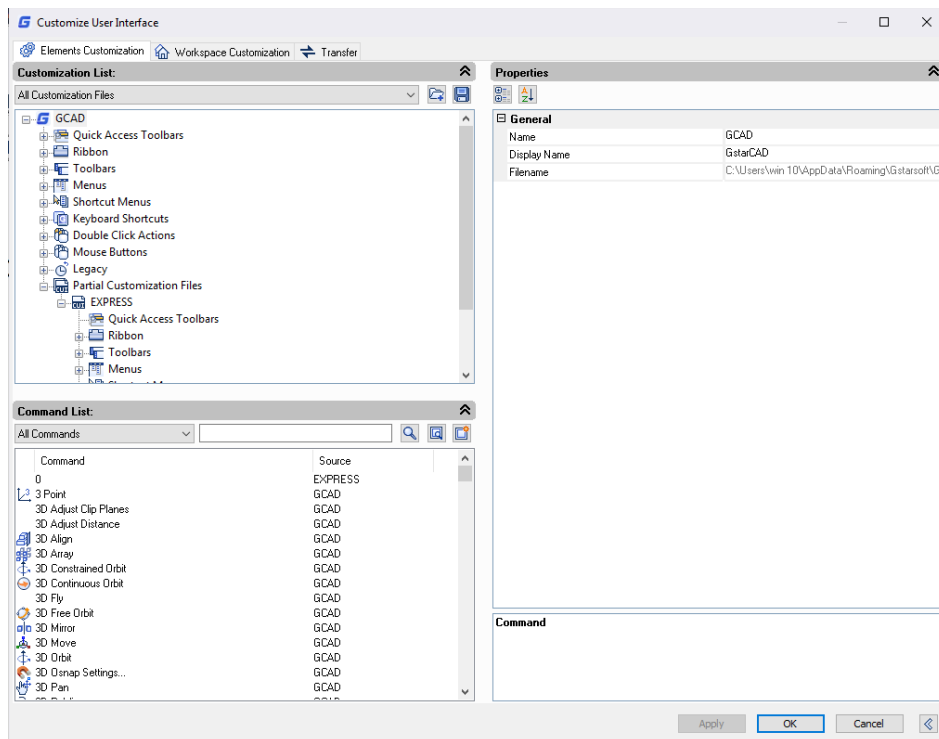 Customize User Interface
Elements Customization Workspace Customization Transfer
Customization List:
All Customization Files
GCAD
Quick Access Toolbars
Ribbon
Toolbars
Menus
Shortcut Menus
Keyboard Shortcuts
Double Click Actions
Mouse Buttons
Legacy
Partial Customization Files
EXPRESS
Quick Access Toolbars
Ribbon
Toolbars
Menus
Command List:
All Commands
Command Source
0 EXPRESS
3 Point GCAD
3D Adjust Clip Planes GCAD
3D Adjust Distance GCAD
3D Align GCAD
3D Array GCAD
3D Constrained Orbit GCAD
3D Continuous Orbit GCAD
3D Fly GCAD
3D Free Orbit GCAD
3D Mirror GCAD
3D Move GCAD
3D Orbit GCAD
3D Osnap Settings... GCAD
3D Pan GCAD
Properties
General
Name GCAD
Display Name GstarCAD
Filename C:\Users\win 10\AppData\Roaming\Gstarsoft\G
Command
Apply OK Cancel